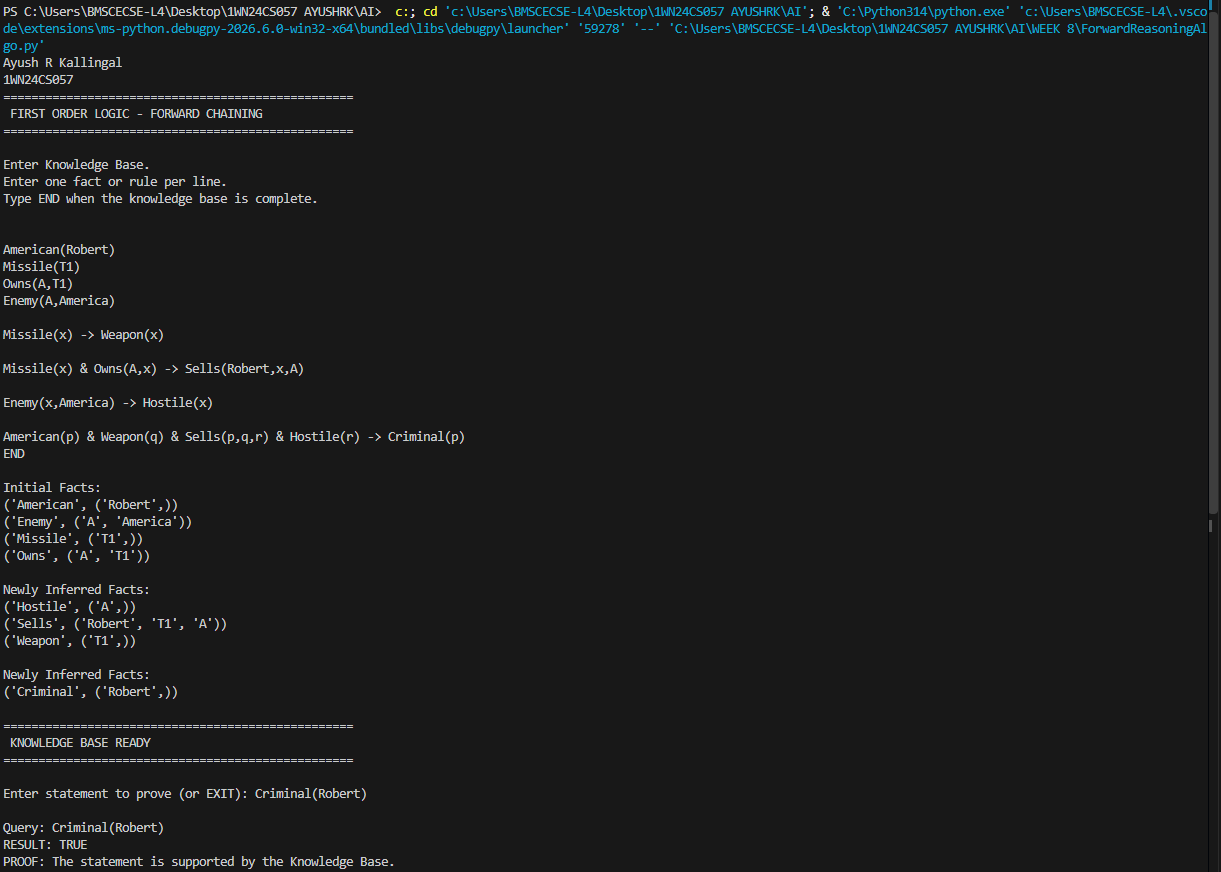 PS C:\Users\BMSCECSE-L4\Desktop\1WN24CS057 AYUSHRK\AI>  c:; cd 'c:\Users\BMSCECSE-L4\Desktop\1WN24CS057 AYUSHRK\AI'; & 'C:\Python314\python.exe' 'c:\Users\BMSCECSE-L4\.vsco
de\extensions\ms-python.debugpy-2026.6.0-win32-x64\bundled\libs\debugpy\launcher' '59278' '--' 'C:\Users\BMSCECSE-L4\Desktop\1WN24CS057 AYUSHRK\AI\WEEK 8\ForwardReasoningAl
go.py'
Ayush R Kallingal
1WN24CS057
==================================================
 FIRST ORDER LOGIC - FORWARD CHAINING
==================================================

Enter Knowledge Base.
Enter one fact or rule per line.
Type END when the knowledge base is complete.

American(Robert)
Missile(T1)
Owns(A,T1)
Enemy(A,America)

Missile(x) -> Weapon(x)

Missile(x) & Owns(A,x) -> Sells(Robert,x,A)

Enemy(x,America) -> Hostile(x)

American(p) & Weapon(q) & Sells(p,q,r) & Hostile(r) -> Criminal(p)
END

Initial Facts:
('American', ('Robert',))
('Enemy', ('A', 'America'))
('Missile', ('T1',))
('Owns', ('A', 'T1'))

Newly Inferred Facts:
('Hostile', ('A',))
('Sells', ('Robert', 'T1', 'A'))
('Weapon', ('T1',))

Newly Inferred Facts:
('Criminal', ('Robert',))

==================================================
 KNOWLEDGE BASE READY
==================================================

Enter statement to prove (or EXIT): Criminal(Robert)

Query: Criminal(Robert)
RESULT: TRUE
PROOF: The statement is supported by the Knowledge Base.